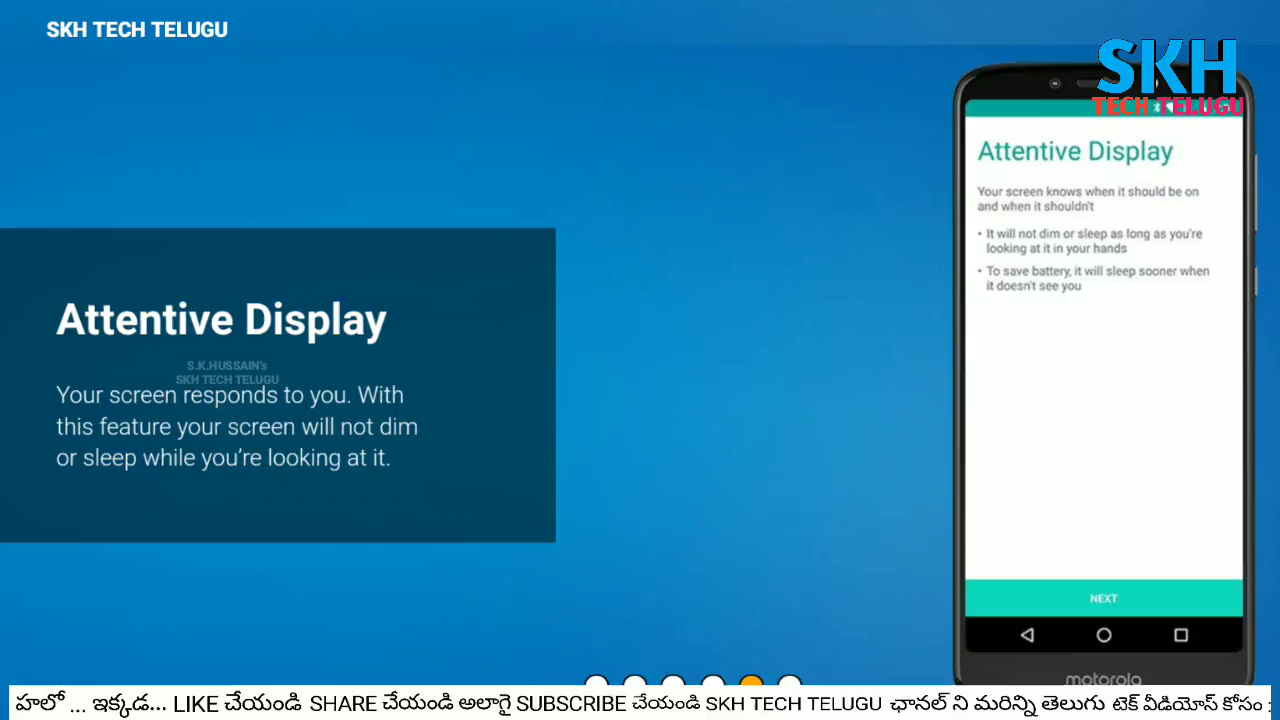 SKH TECH TELUGU
SKH
TECH TELUGU
Attentive Display
Your screen knows when it should be on
and when it shouldn't
• It will not dim or sleep as long as you're
looking at it in your hands
• To save battery, it will sleep sooner when
it doesn't see you
Attentive Display
S.K.HUSSAIN's
SKH TECH TELUGU
Your screen responds to you. With
this feature your screen will not dim
or sleep while you’re looking at it.
NEXT
motorola
హలో ... ఇక్కడ... LIKE చేయండి SHARE చేయండి అలాగై SUBSCRIBE చేయండి SKH TECH TELUGU ఛానల్ ని మరిన్ని తెలుగు టెక్ వీడియోస్ కోసం :